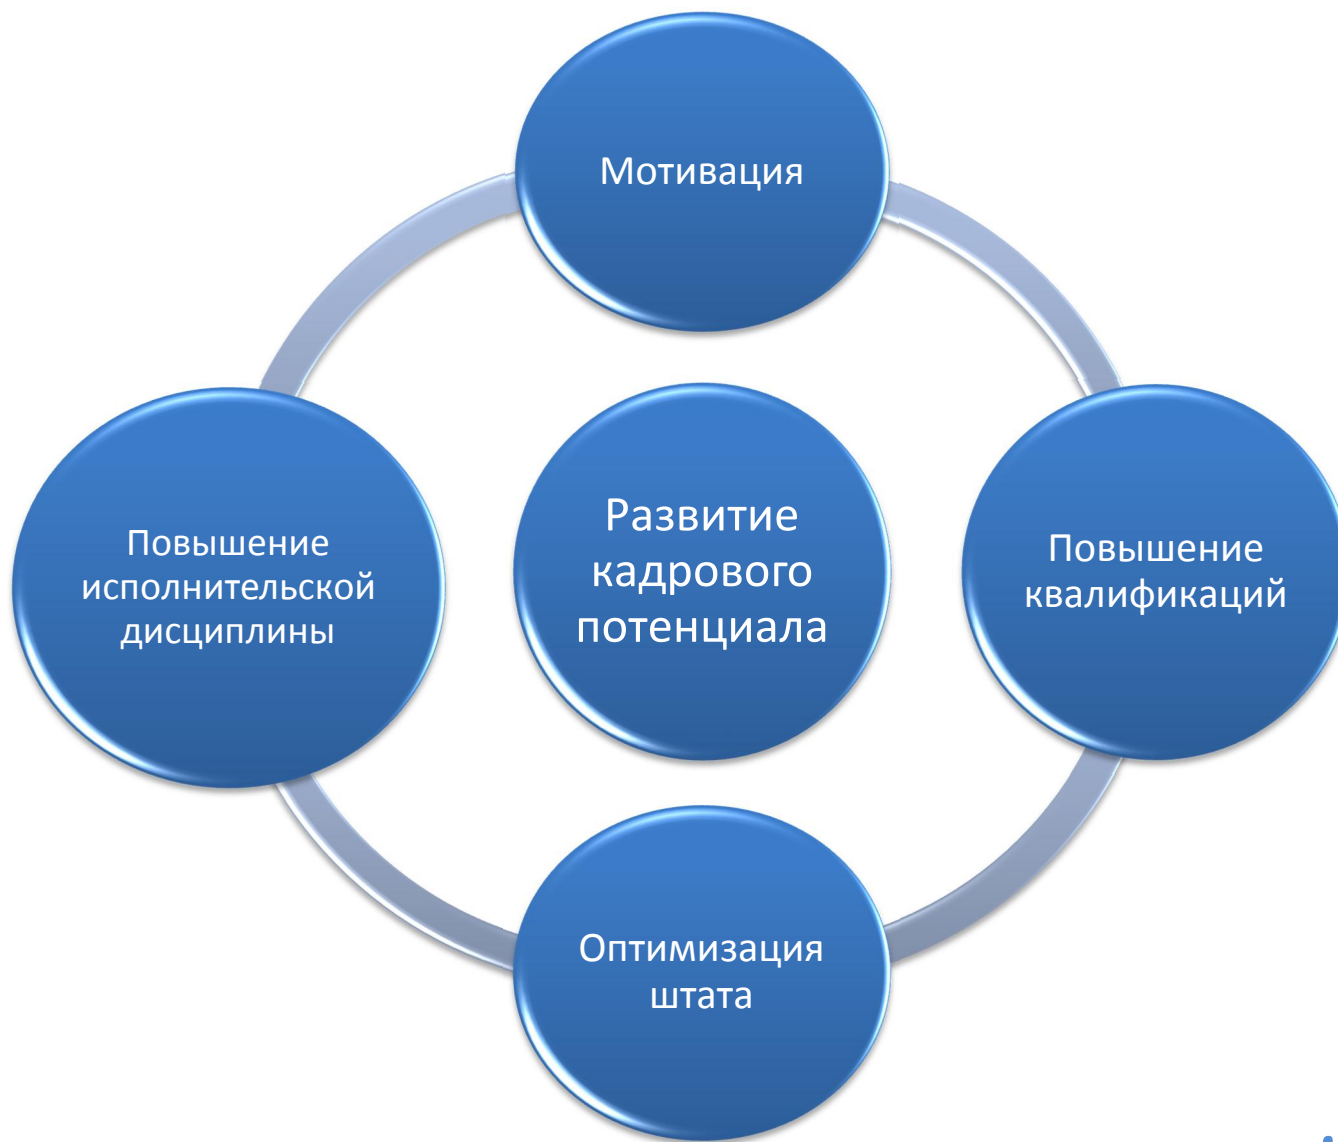 Мотивация
Повышение
исполнительской
дисциплины
Развитие
кадрового
потенциала
Повышение
квалификаций
Оптимизация
штата